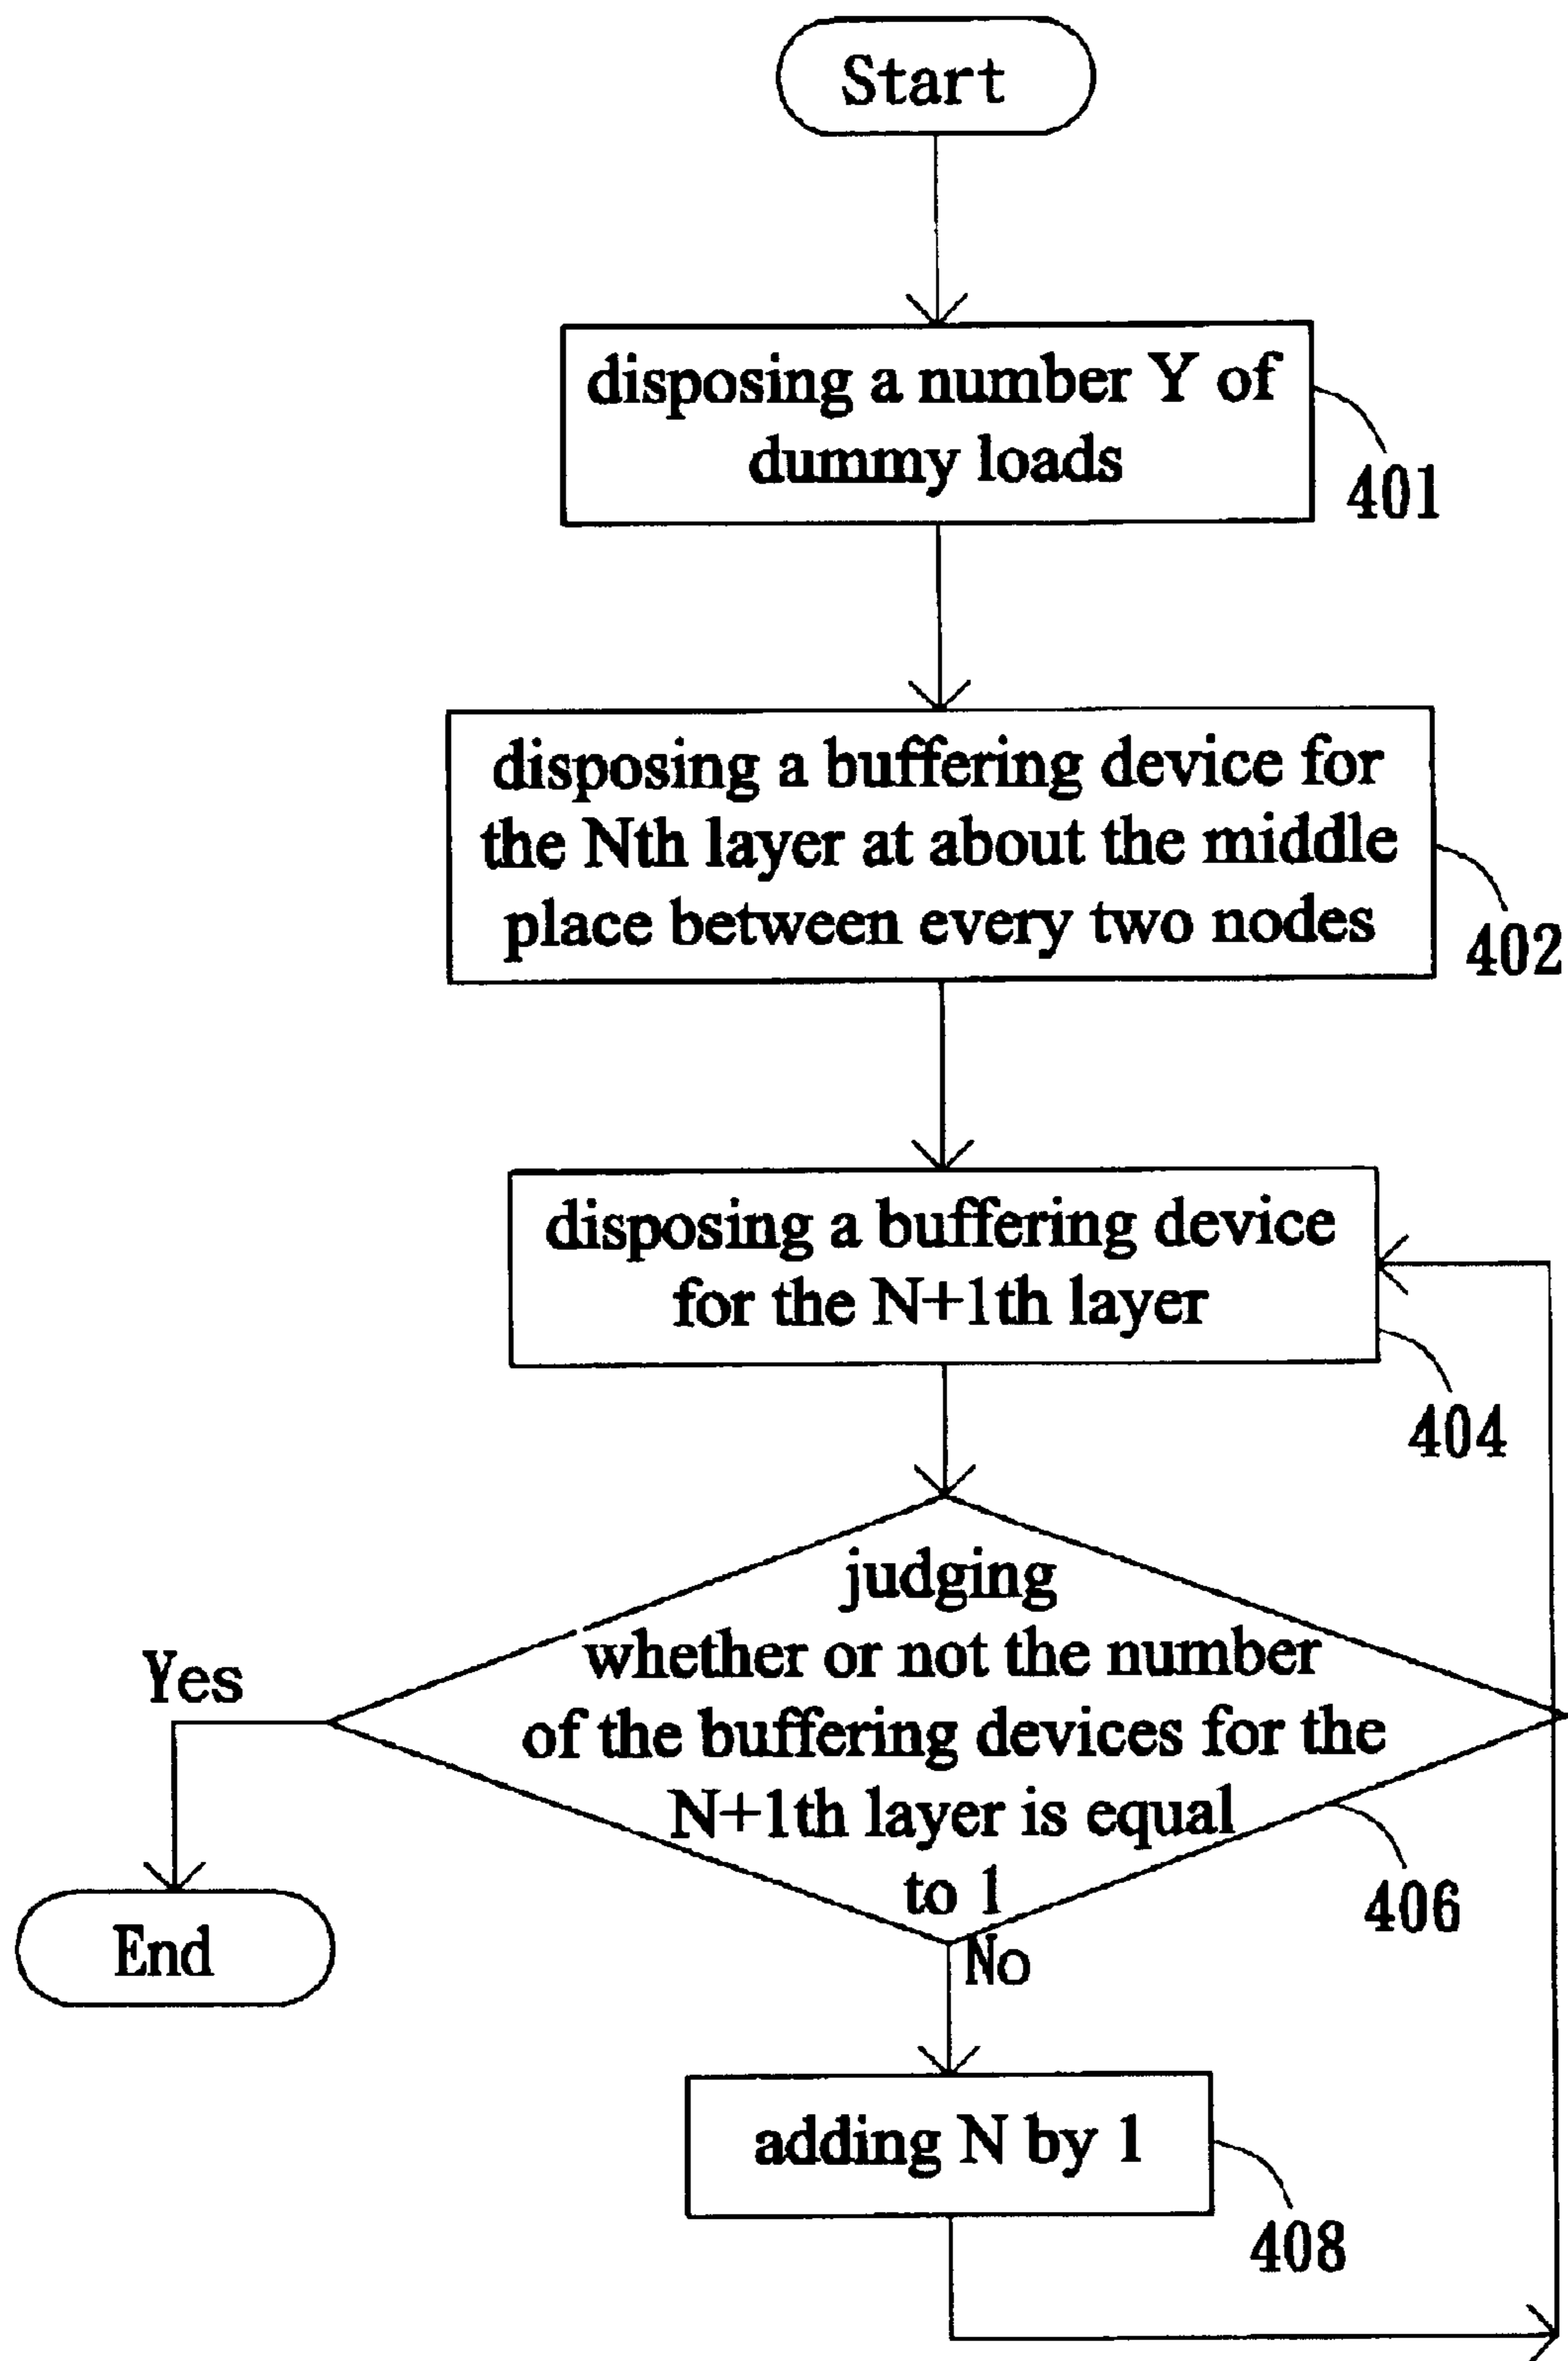 Start
disposing a number Y of
dummy loads
401
disposing a buffering device for
the Nth layer at about the middle
place between every two nodes
402
disposing a buffering device
for the N+1th layer
404
judging
whether or not the number
of the buffering devices for the
N+1th layer is equal
to 1
406
Yes
End
No
adding N by 1
408